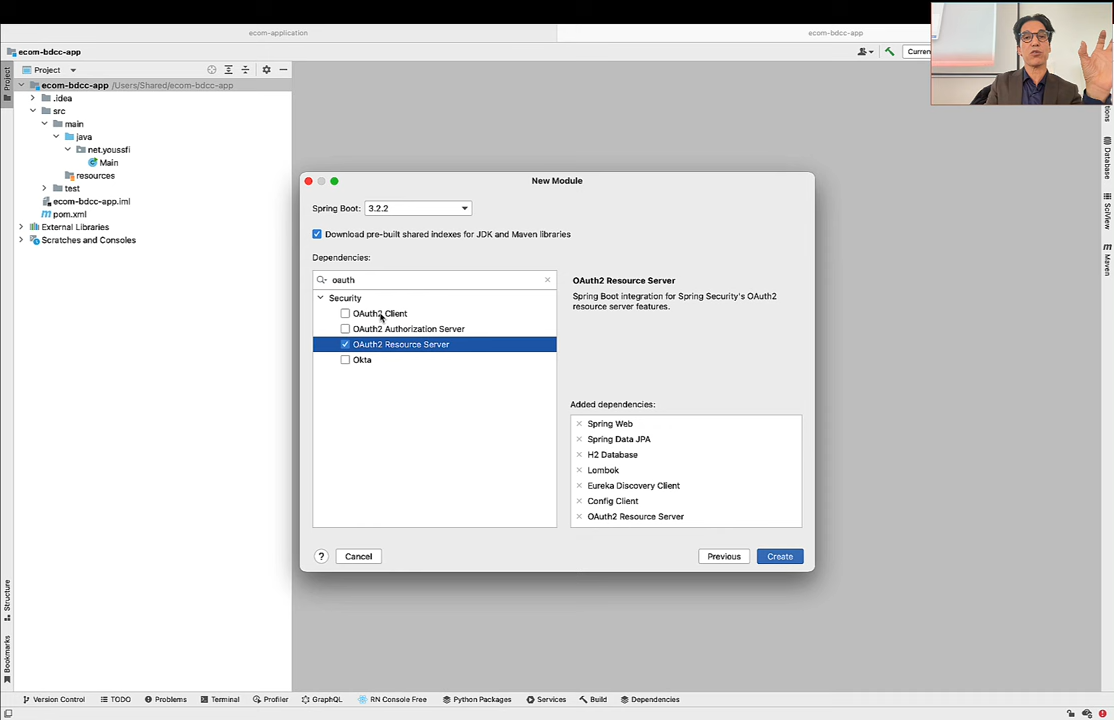 ecom-application
ecom-bdcc-app
ecom-bdcc-app
Curren
Project
Project
ecom-bdcc-app /Users/Shared/ecom-bdcc-app
.idea
src
main
java
net.youssfi
Main
resources
test
ecom-bdcc-app.iml
pom.xml
External Libraries
Scratches and Consoles
New Module
Spring Boot:
3.2.2
Download pre-built shared indexes for JDK and Maven libraries
Dependencies:
oauth
Security
OAuth2 Client
OAuth2 Authorization Server
OAuth2 Resource Server
Okta
OAuth2 Resource Server
Spring Boot integration for Spring Security's OAuth2
resource server features.
Added dependencies:
Spring Web
Spring Data JPA
H2 Database
Lombok
Eureka Discovery Client
Config Client
OAuth2 Resource Server
?
Cancel
Previous
Create
Database
SciView
m
Maven
Structure
Bookmarks
Version Control
TODO
Problems
Terminal
Profiler
GraphQL
RN Console Free
Python Packages
Services
Build
Dependencies